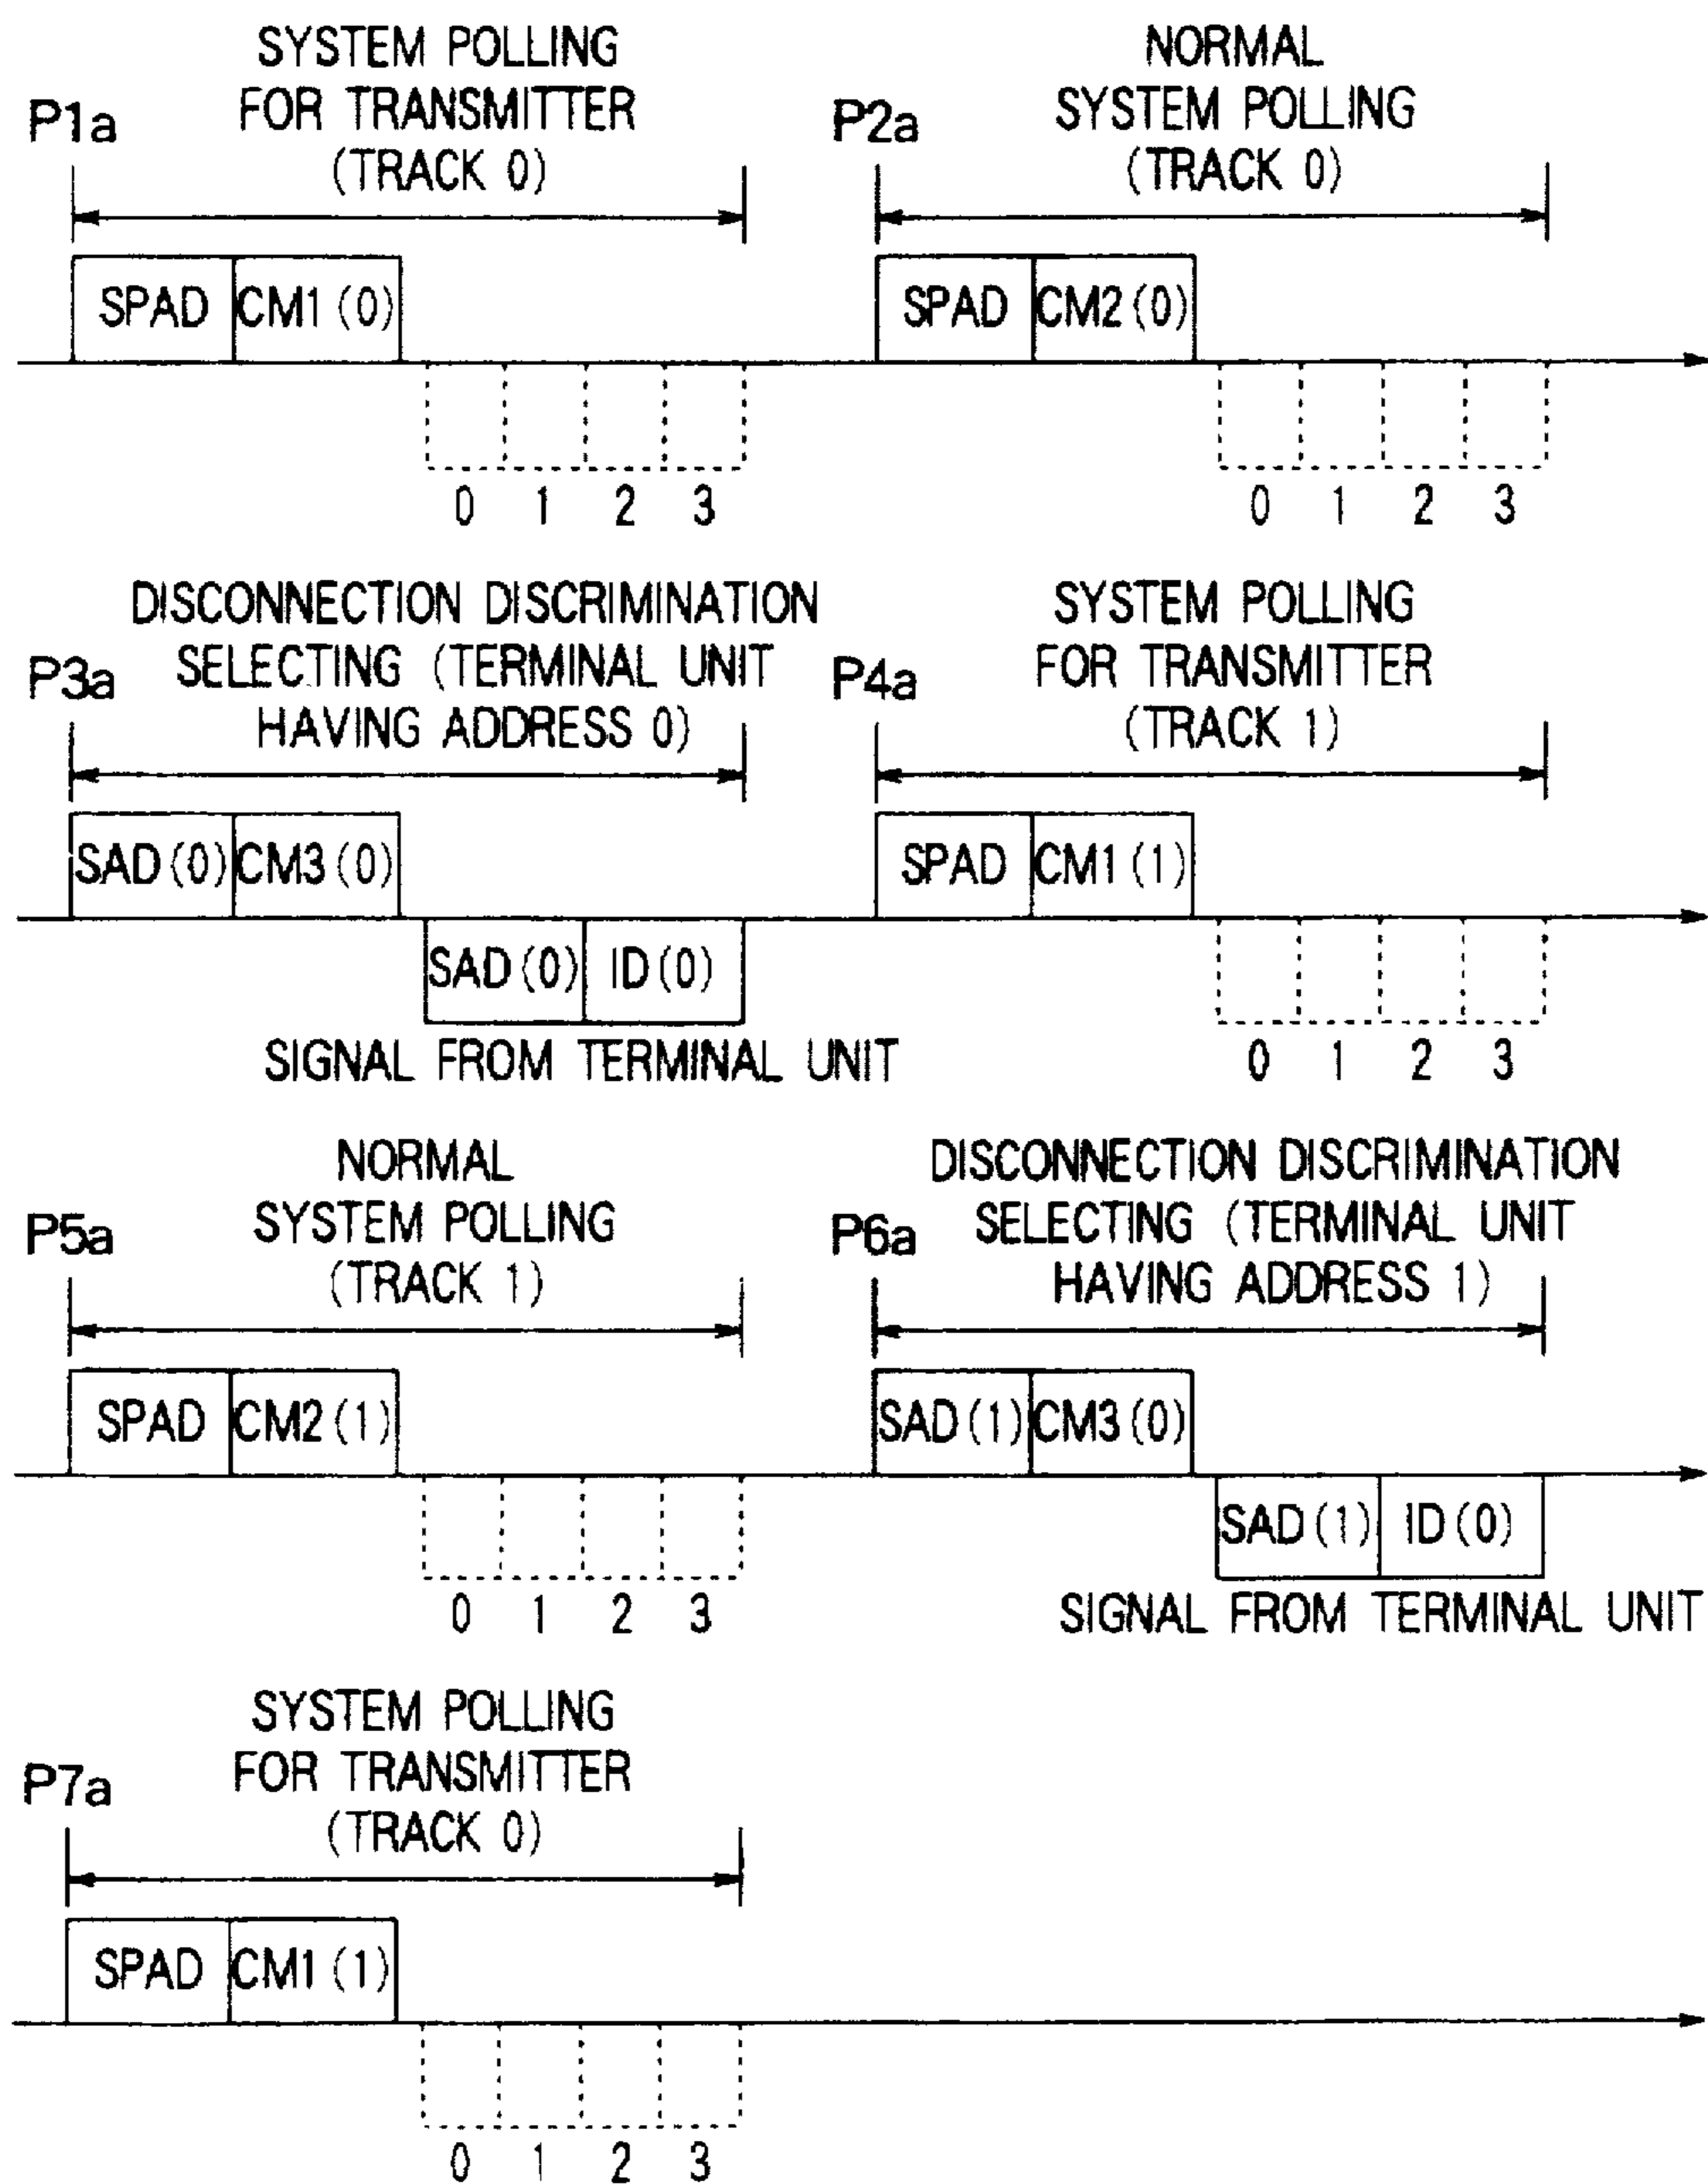 P1a
SYSTEM POLLING
FOR TRANSMITTER
(TRACK 0)
SPAD CM1(0)
0 1 2 3
P2a
NORMAL
SYSTEM POLLING
(TRACK 0)
SPAD CM2(0)
0 1 2 3
P3a
DISCONNECTION DISCRIMINATION
SELECTING (TERMINAL UNIT
HAVING ADDRESS 0)
SAD(0) CM3(0)
SAD(0) ID(0)
SIGNAL FROM TERMINAL UNIT
P4a
SYSTEM POLLING
FOR TRANSMITTER
(TRACK 1)
SPAD CM1(1)
0 1 2 3
P5a
NORMAL
SYSTEM POLLING
(TRACK 1)
SPAD CM2(1)
0 1 2 3
P6a
DISCONNECTION DISCRIMINATION
SELECTING (TERMINAL UNIT
HAVING ADDRESS 1)
SAD(1) CM3(0)
SAD(1) ID(0)
SIGNAL FROM TERMINAL UNIT
P7a
SYSTEM POLLING
FOR TRANSMITTER
(TRACK 0)
SPAD CM1(1)
0 1 2 3